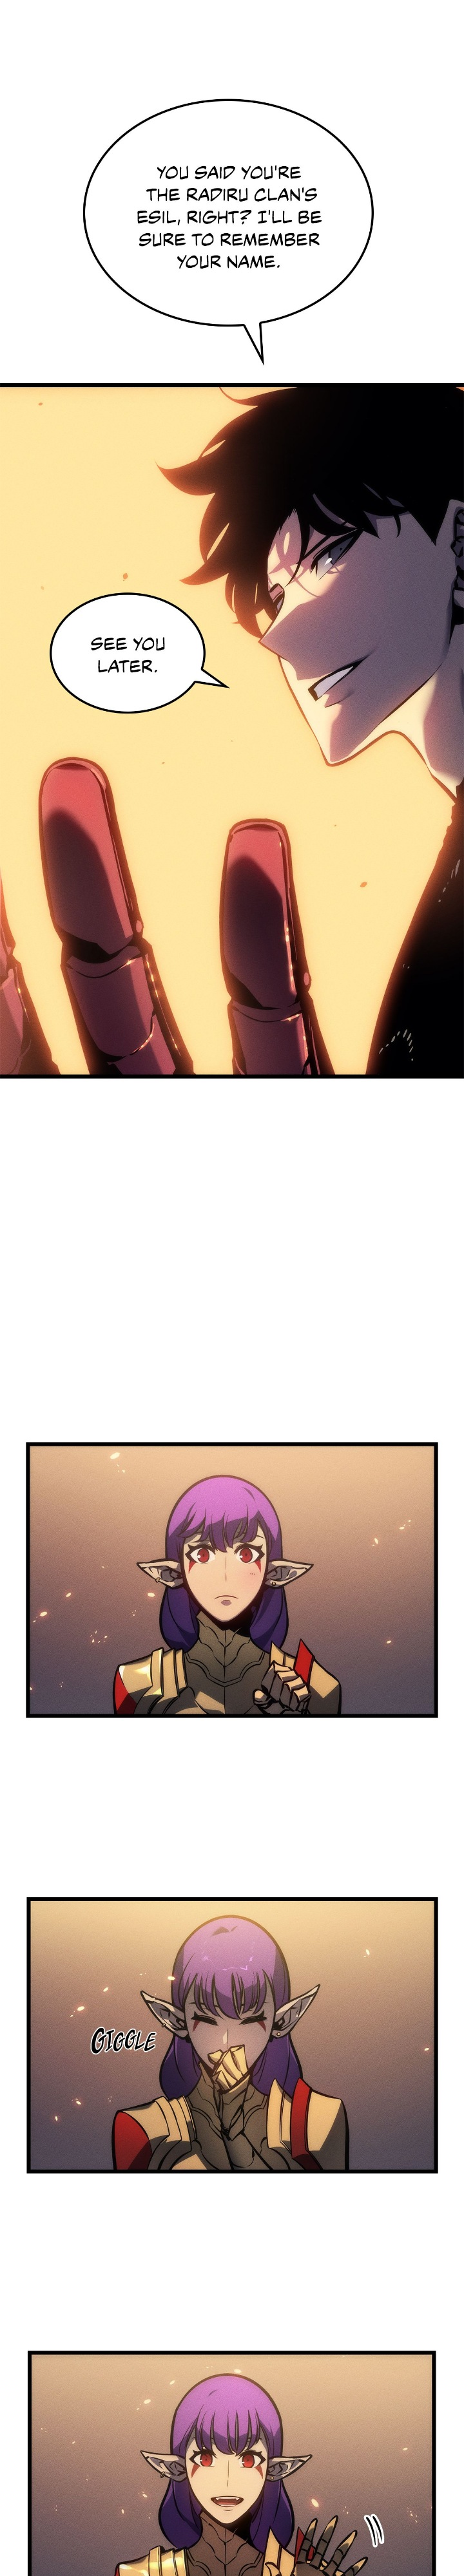 YOU SAID YOU'RE
THE RADIRU CLAN'S
ESIL, RIGHT? I'LL BE
SURE TO REMEMBER
YOUR NAME.
SEE YOU
LATER.
GIGGLE